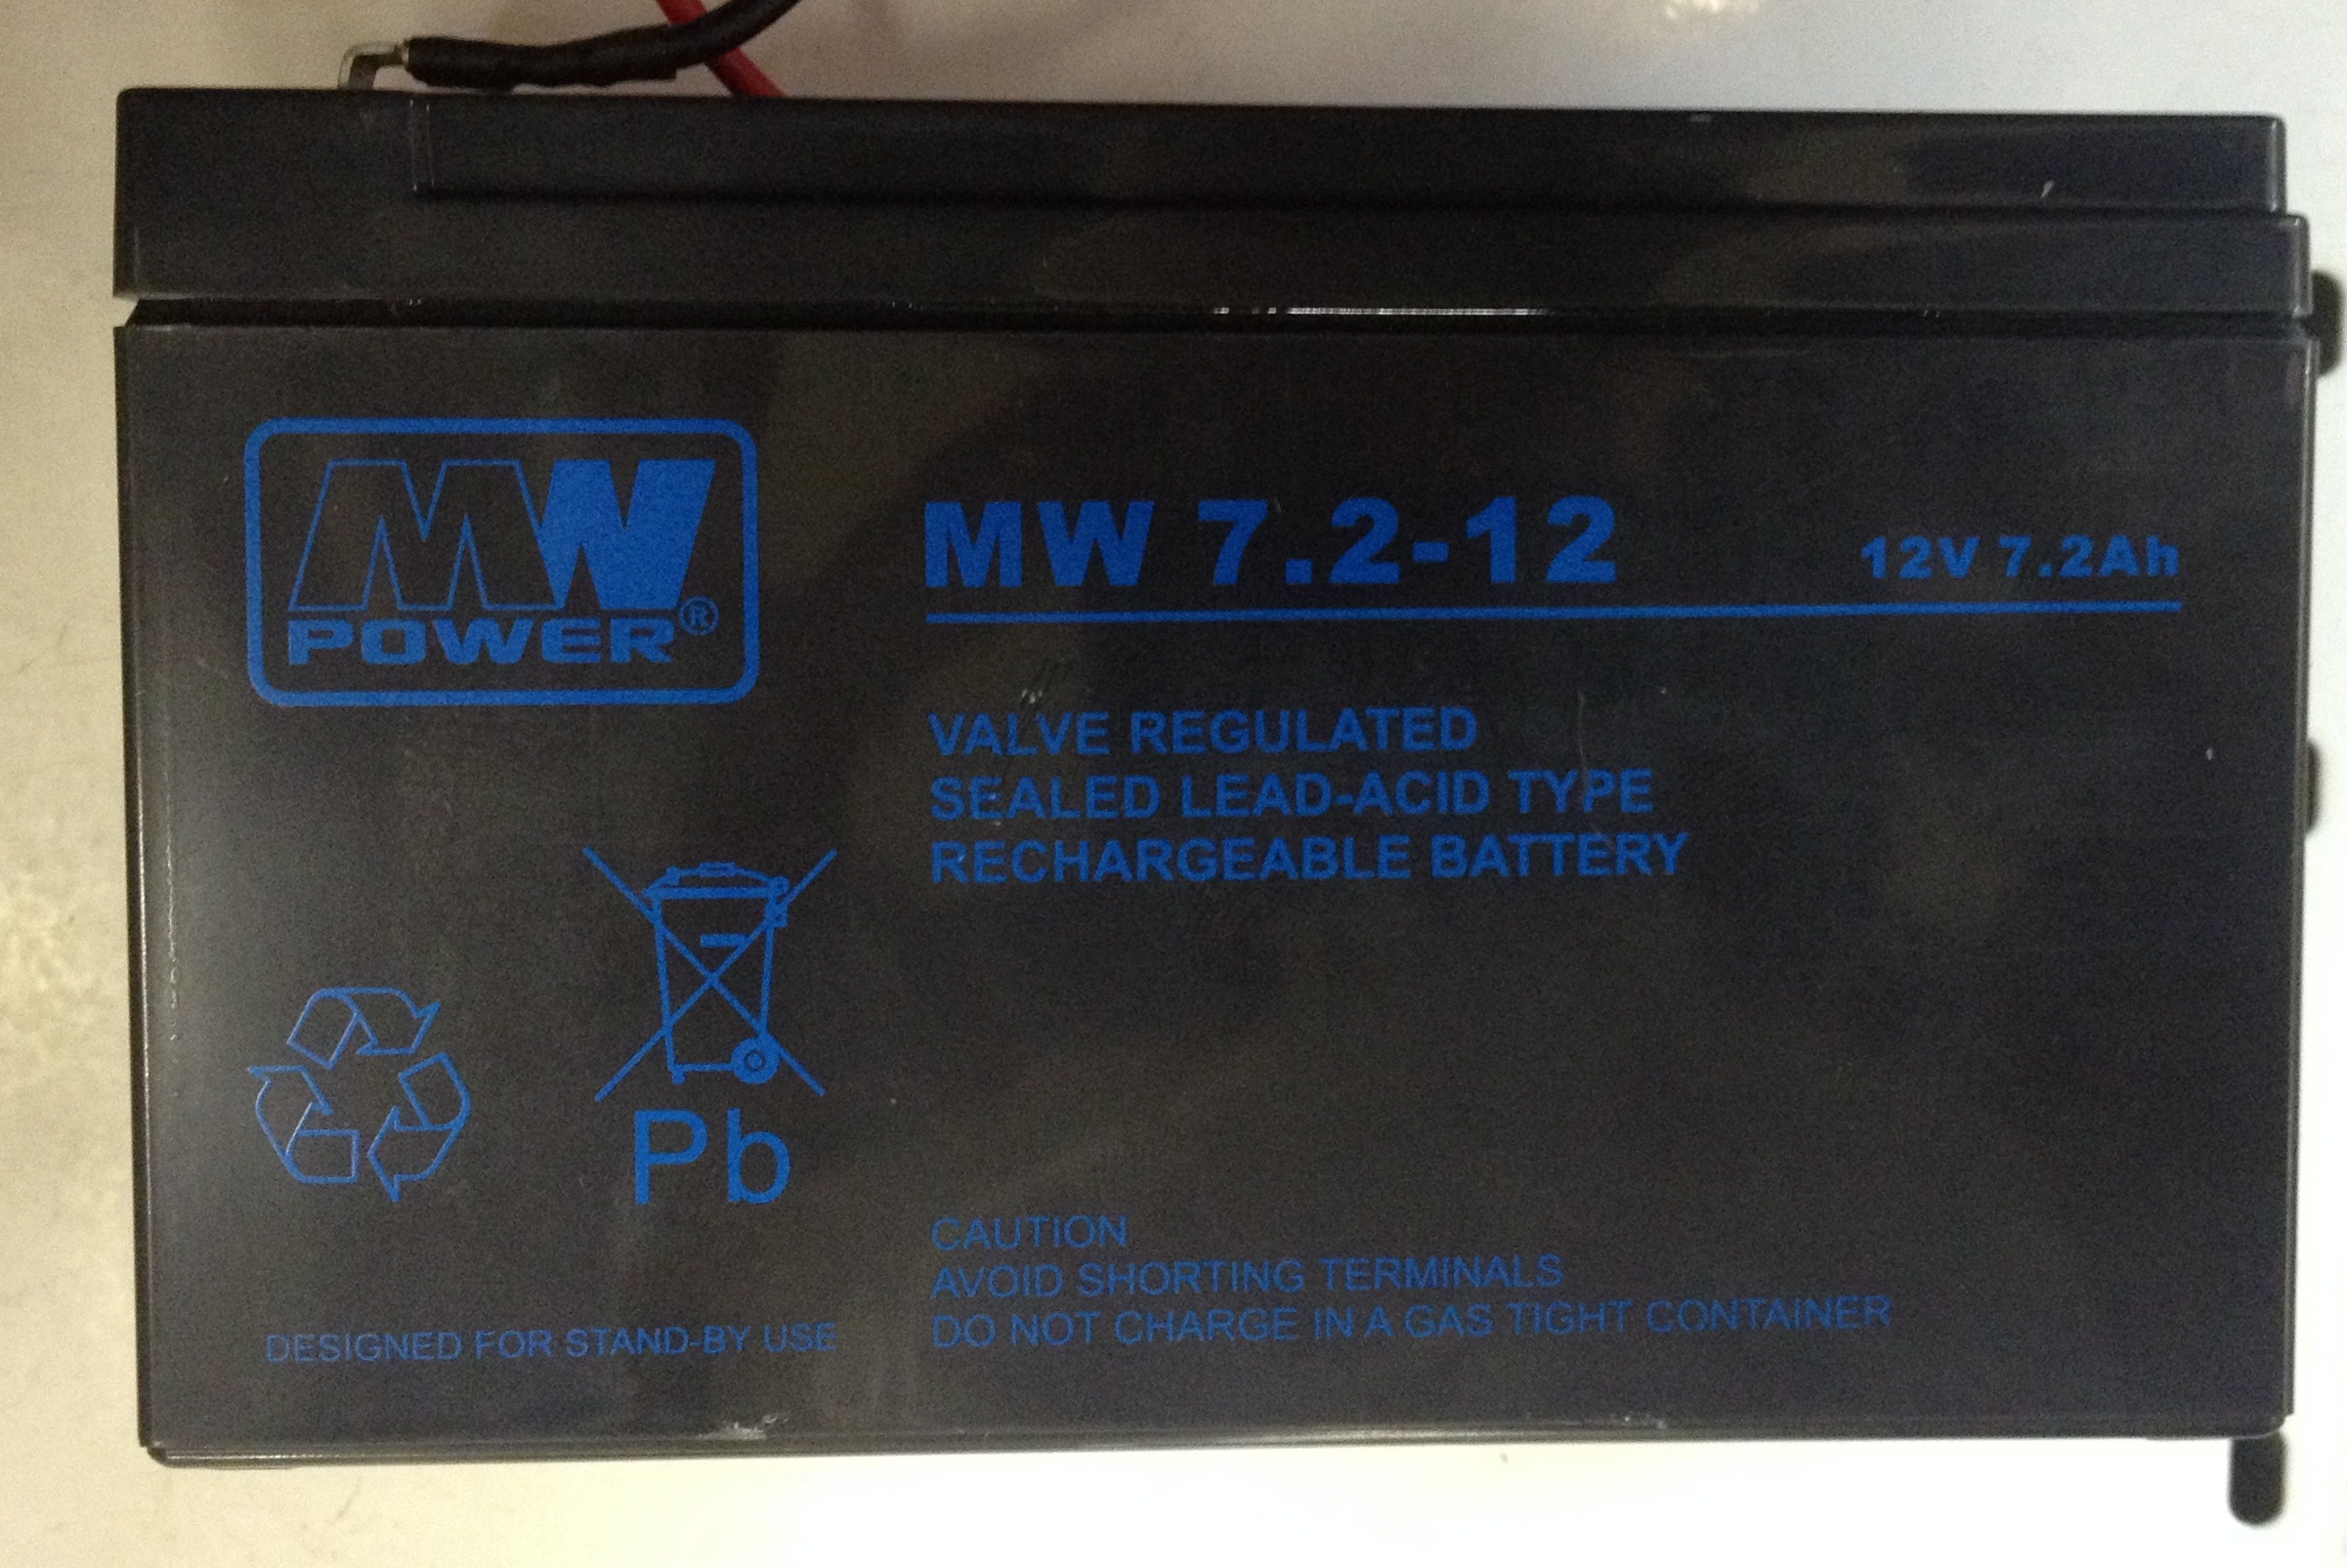 MW
POWER®
MW 7.2-12
12V 7.2Ah
VALVE REGULATED
SEALED LEAD-ACID TYPE
RECHARGEABLE BATTERY
Pb
DESIGNED FOR STAND-BY USE
CAUTION
AVOID SHORTING TERMINALS
DO NOT CHARGE IN A GAS TIGHT CONTAINER